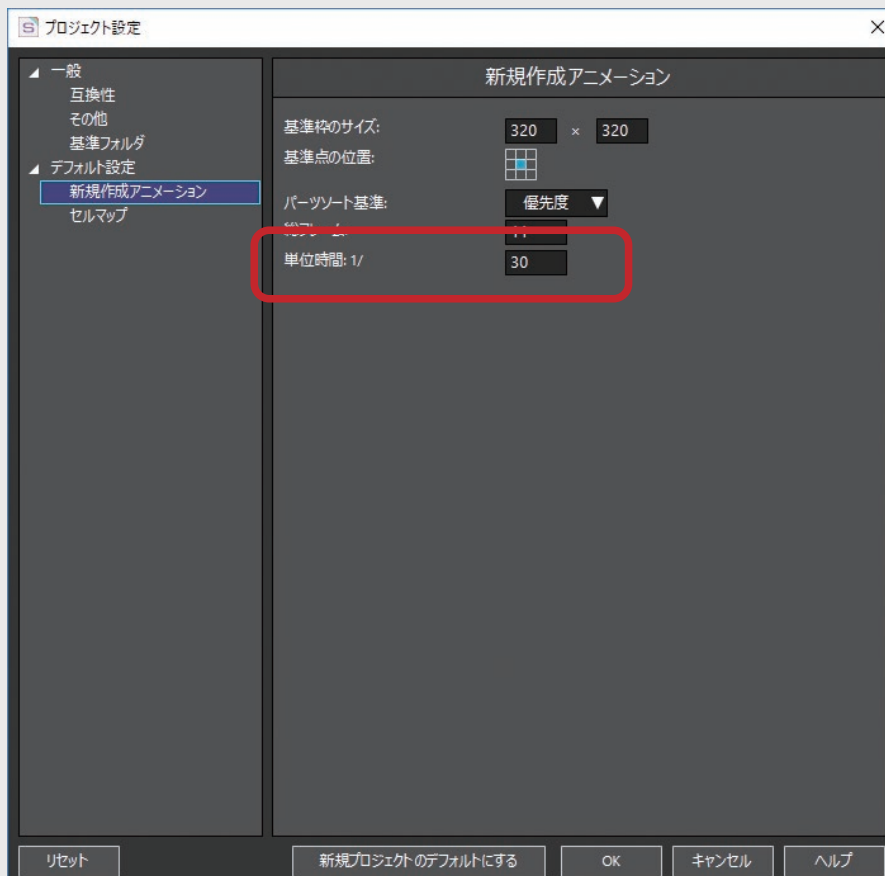 プロジェクト設定
一般
互換性
その他
基準フォルダ
デフォルト設定
新規作成アニメーション
セルマップ
新規作成アニメーション
基準枠のサイズ: 320 × 320
基準点の位置:
パーツソート基準: 優先度 ▼
単位時間: 1/ 30
リセット 新規プロジェクトのデフォルトにする OK キャンセル ヘルプ